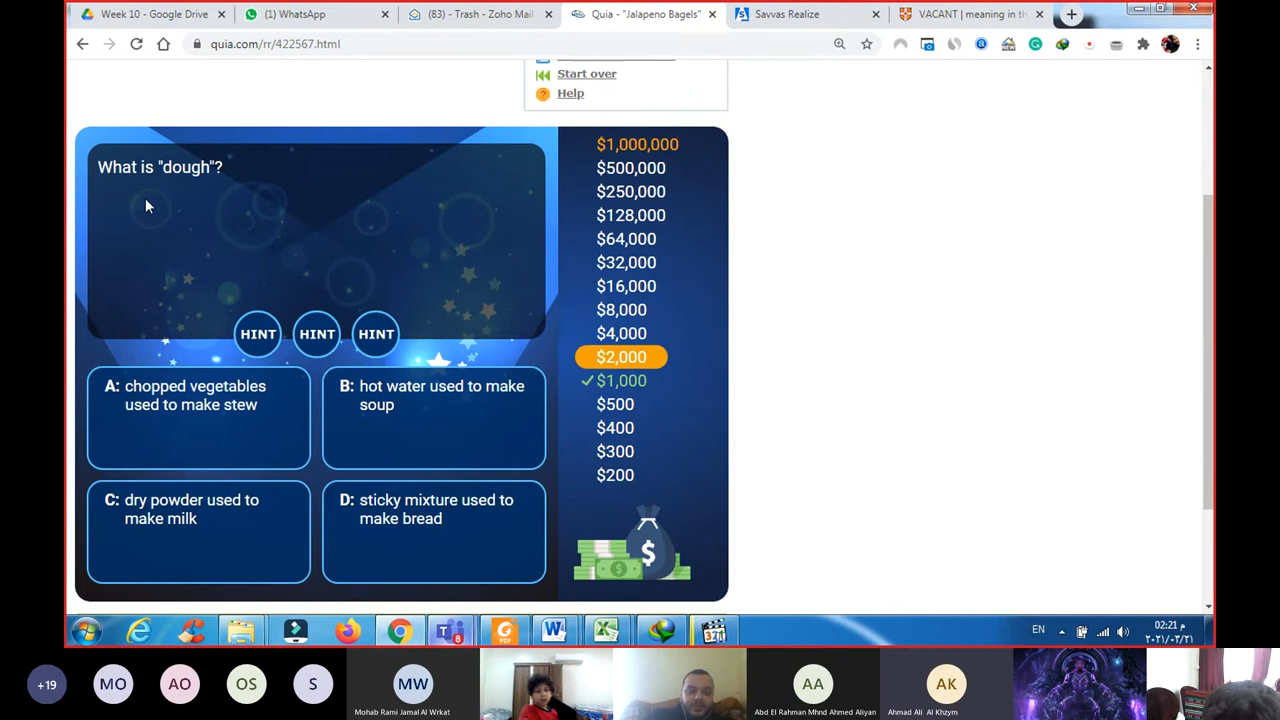 Week 10 - Google Drive
(1) WhatsApp
(83) - Trash - Zoho Mail
Quia - "Jalapeno Bagels"
Savvas Realize
VACANT | meaning in th
quia.com/rr/422567.html
Start over
Help
What is "dough"?
HINT
HINT
HINT
A: chopped vegetables
used to make stew
B: hot water used to make
soup
C: dry powder used to
make milk
D: sticky mixture used to
make bread
$1,000,000
$500,000
$250,000
$128,000
$64,000
$32,000
$16,000
$8,000
$4,000
$2,000
$1,000
$500
$400
$300
$200
EN
02:21 م
٢٠٢١/٠٣/٢١
+19
MO
AO
OS
S
MW
Mohab Rami Jamal Al Wrkat
AA
Abd El Rahman Mhnd Ahmed Aliyan
AK
Ahmad Ali Al Khzym